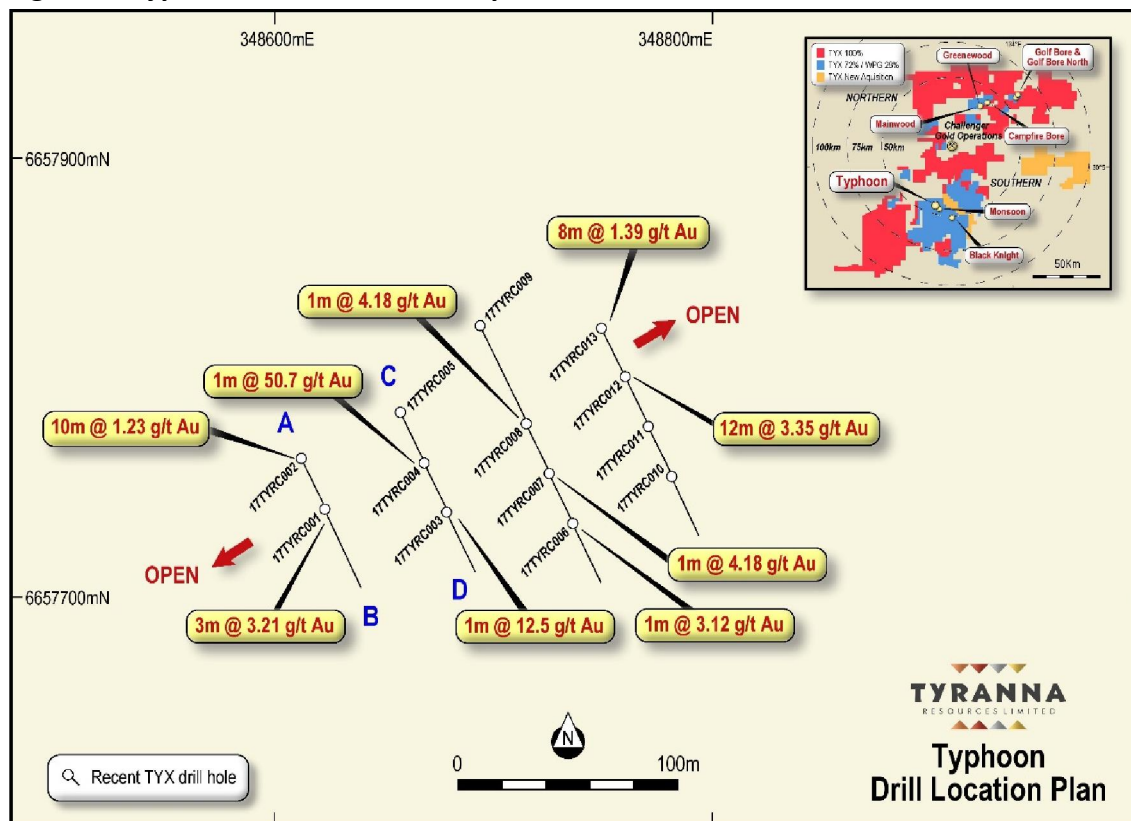 348600mE
348800mE
6657900mN
6657700mN
TYX 100%
TYX 72% / WPG 28%
TYX New Aquisition
NORTHERN
SOUTHERN
Greenewood
Golf Bore &
Golf Bore North
Mainwood
Challenger
Gold Operations
Campfire Bore
100km
75km
50km
Typhoon
Monsoon
Black Knight
50Km
8m @ 1.39 g/t Au
1m @ 4.18 g/t Au
1m @ 50.7 g/t Au
10m @ 1.23 g/t Au
OPEN
A
C
17TYRC009
17TYRC005
17TYRC013
17TYRC012
17TYRC011
17TYRC010
17TYRC008
17TYRC007
17TYRC006
17TYRC004
17TYRC003
17TYRC002
17TYRC001
12m @ 3.35 g/t Au
OPEN
B
D
3m @ 3.21 g/t Au
1m @ 12.5 g/t Au
1m @ 4.18 g/t Au
1m @ 3.12 g/t Au
N
0
100m
Recent TYX drill hole
TYRANNA
RESOURCES LIMITED
Typhoon
Drill Location Plan